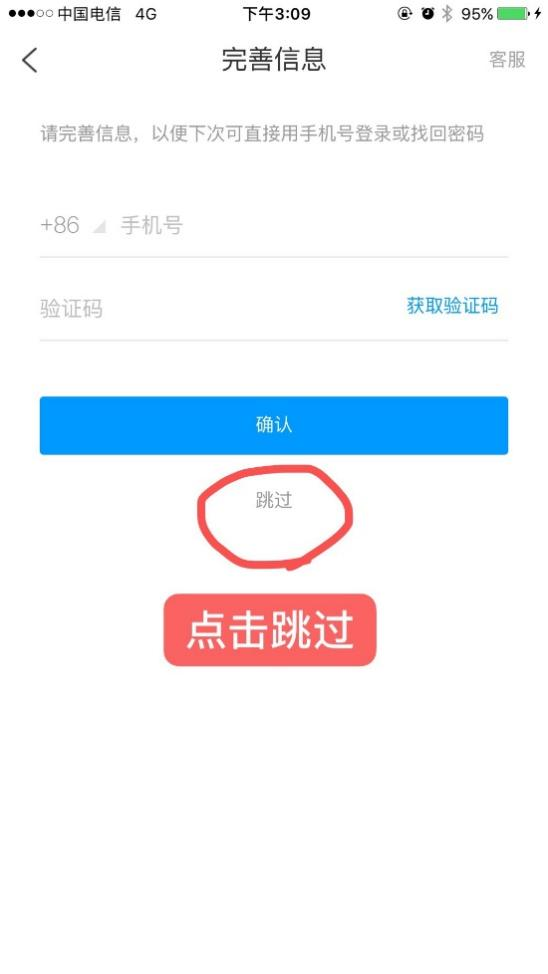 中国电信 4G 下午3:09 95%
完善信息 客服
请完善信息，以便下次可直接用手机号登录或找回密码
+86 手机号
验证码 获取验证码
确认
跳过
点击跳过